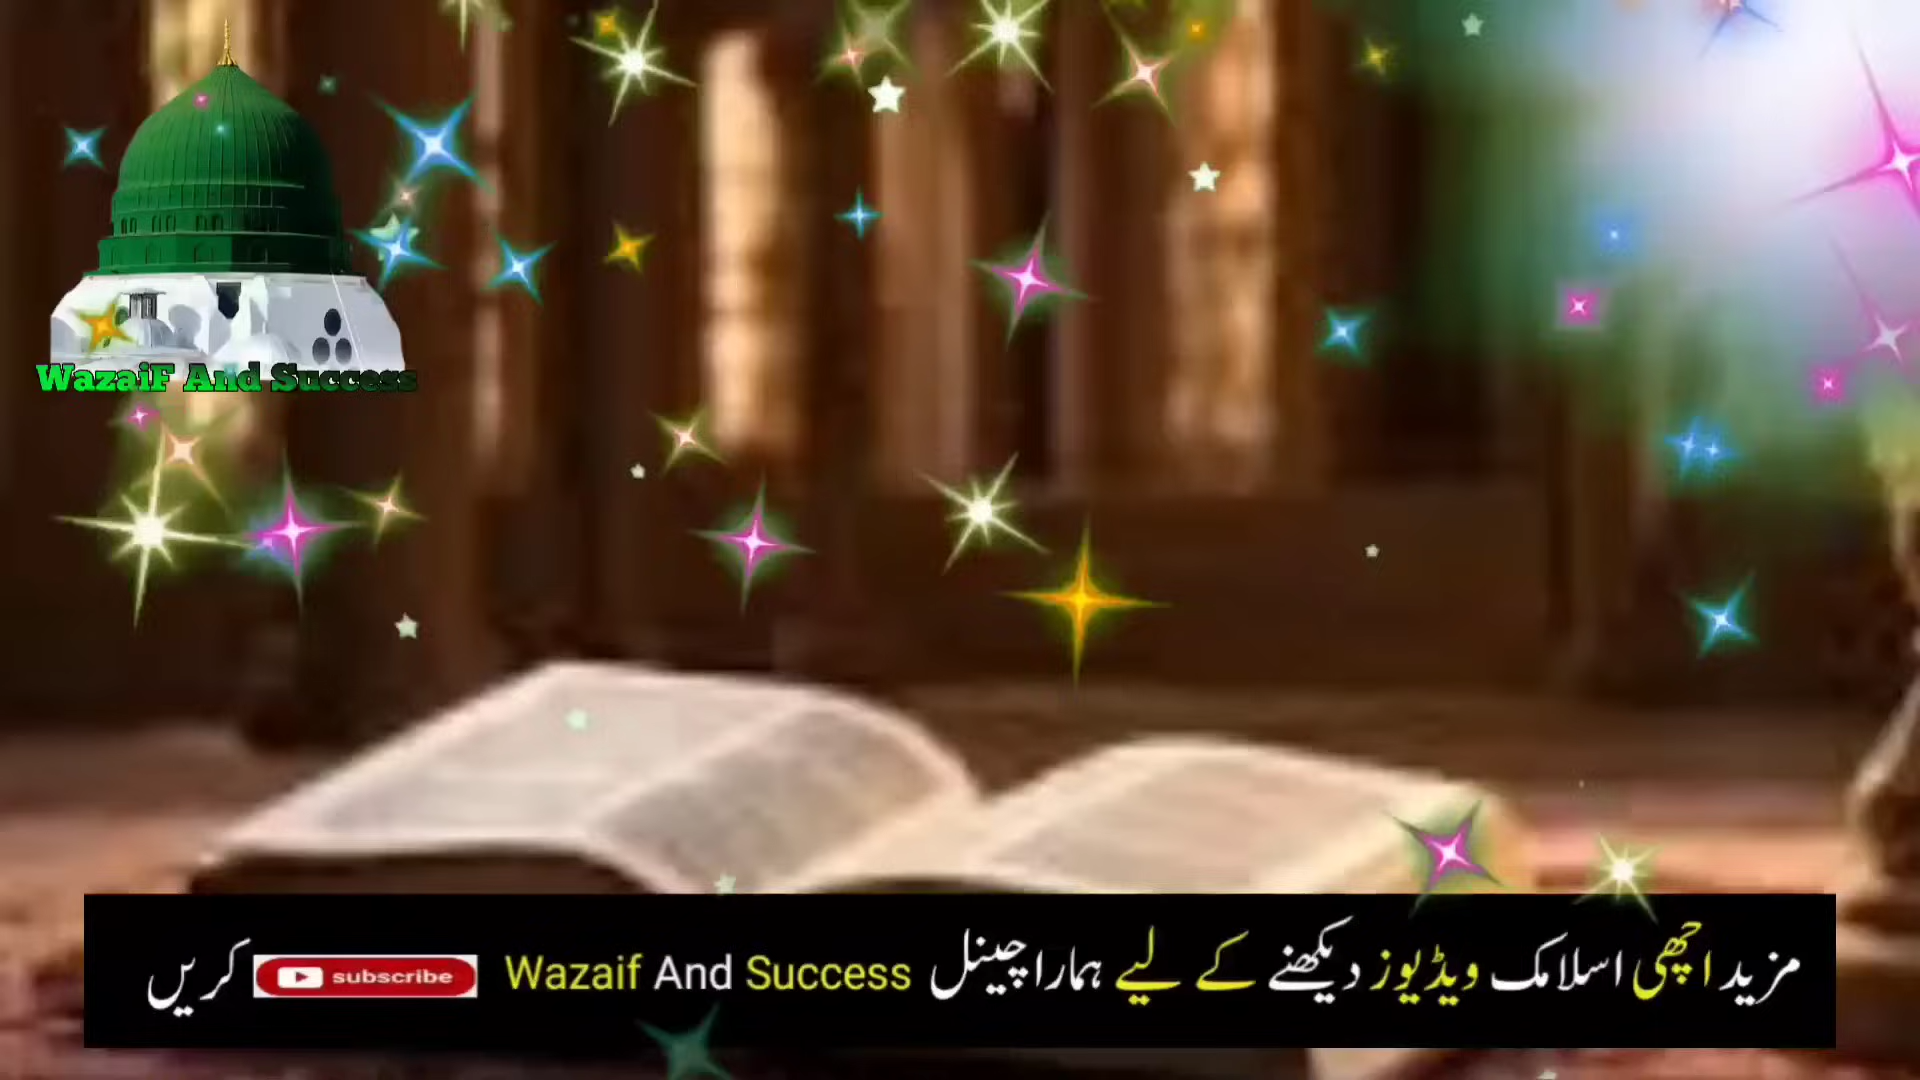 WazaiF And Success
مزید اچھی اسلامک ویڈیوز دیکھنے کے لیے ہمارا چینل Wazaif And Success subscribe کریں